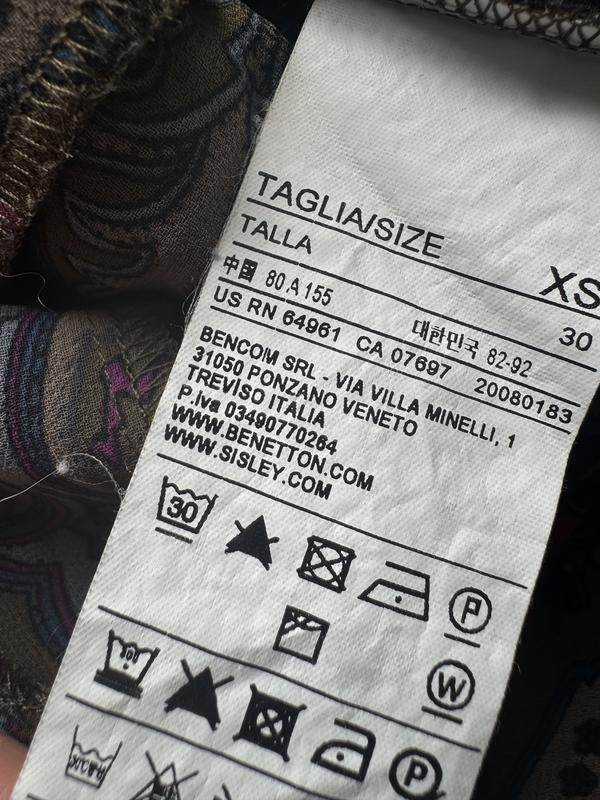 TAGLIA/SIZE XS
TALLA 30
中国 80.A 155 대한민국 82-92
US RN 64961 CA 07697 20080183
BENCOM SRL - VIA VILLA MINELLI, 1
31050 PONZANO VENETO
TREVISO ITALIA
P.Iva 03490770264
WWW.BENETTON.COM
WWW.SISLEY.COM
30 P
W
P